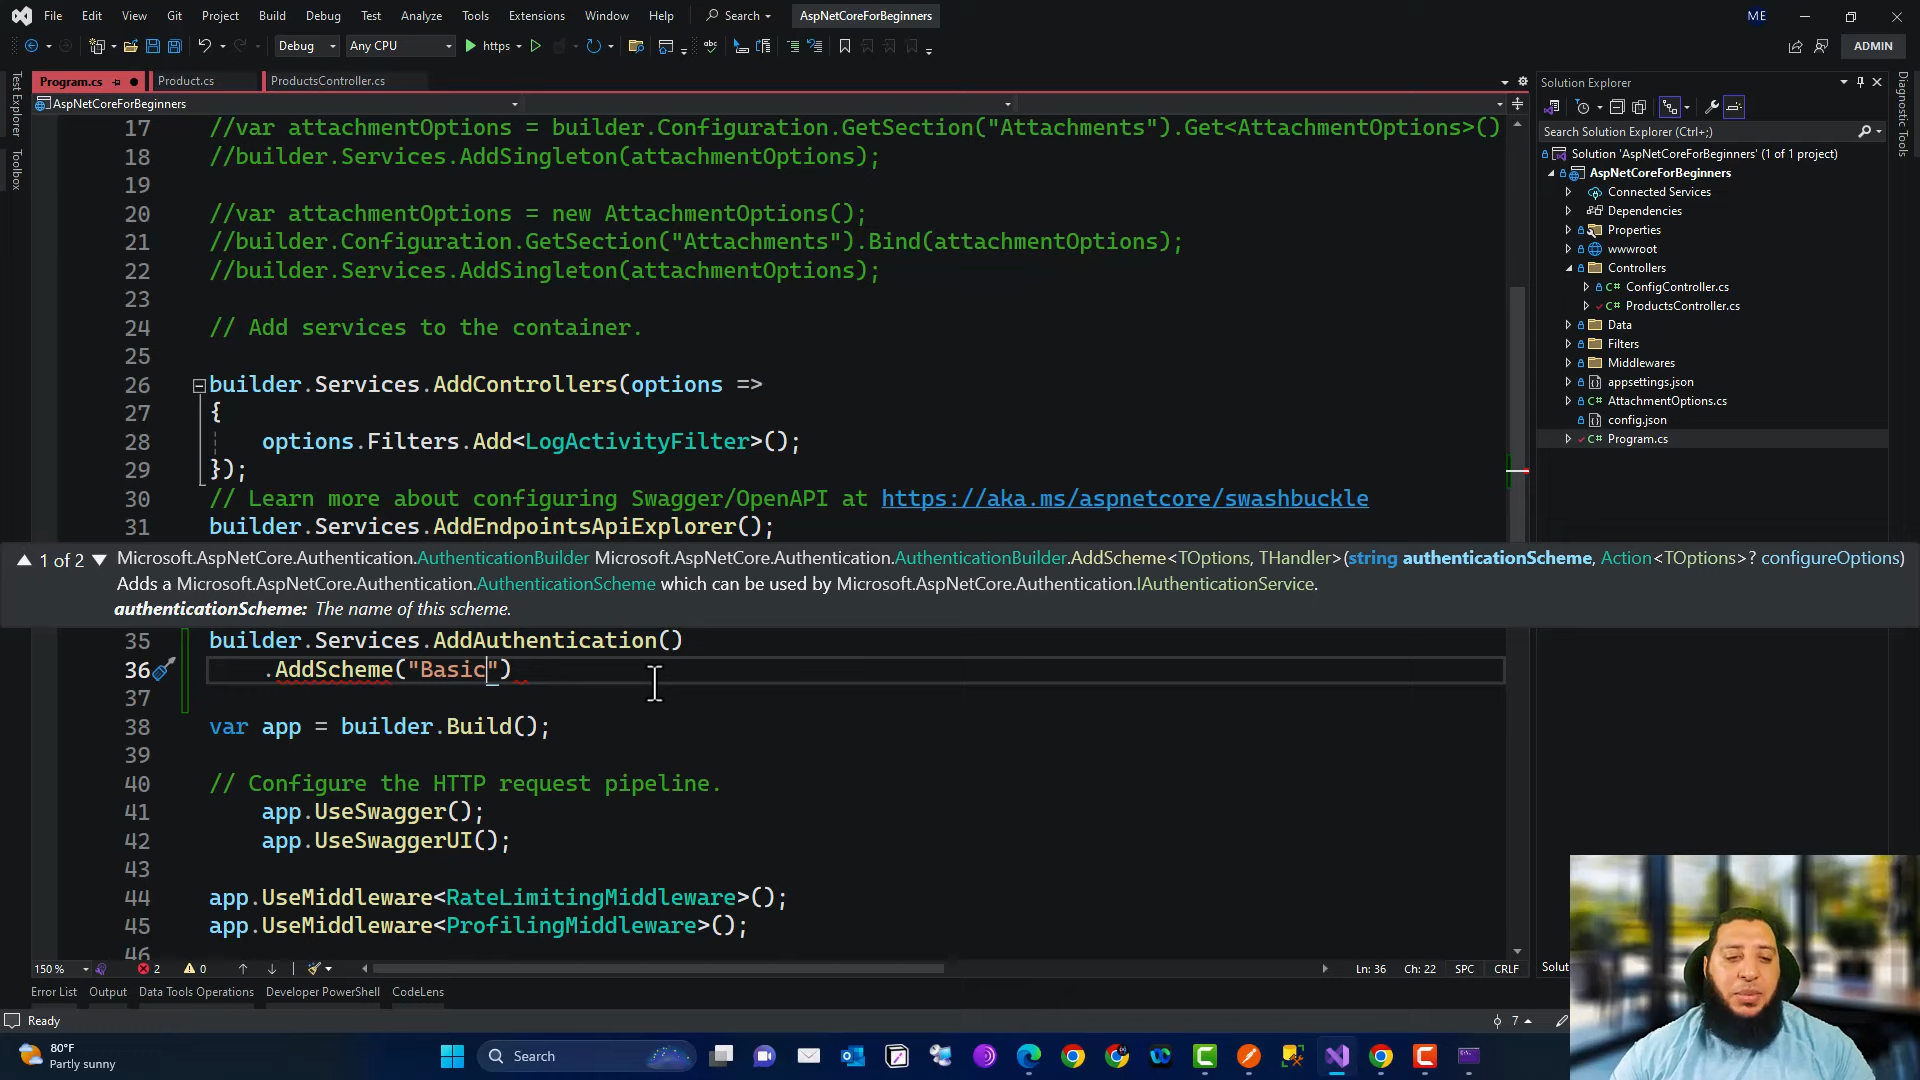 File Edit View Git Project Build Debug Test Analyze Tools Extensions Window Help Search AspNetCoreForBeginners ME
Debug Any CPU https ADMIN
Program.cs Product.cs ProductsController.cs
AspNetCoreForBeginners
17 //var attachmentOptions = builder.Configuration.GetSection("Attachments").Get<AttachmentOptions>()
18 //builder.Services.AddSingleton(attachmentOptions);
19
20 //var attachmentOptions = new AttachmentOptions();
21 //builder.Configuration.GetSection("Attachments").Bind(attachmentOptions);
22 //builder.Services.AddSingleton(attachmentOptions);
23
24 // Add services to the container.
25
26 builder.Services.AddControllers(options =>
27 {
28 options.Filters.Add<LogActivityFilter>();
29 });
30 // Learn more about configuring Swagger/OpenAPI at https://aka.ms/aspnetcore/swashbuckle
31 builder.Services.AddEndpointsApiExplorer();
1 of 2 Microsoft.AspNetCore.Authentication.AuthenticationBuilder Microsoft.AspNetCore.Authentication.AuthenticationBuilder.AddScheme<TOptions, THandler>(string authenticationScheme, Action<TOptions>? configureOptions)
Adds a Microsoft.AspNetCore.Authentication.AuthenticationScheme which can be used by Microsoft.AspNetCore.Authentication.IAuthenticationService.
authenticationScheme: The name of this scheme.
35 builder.Services.AddAuthentication()
36 .AddScheme("Basic")
37
38 var app = builder.Build();
39
40 // Configure the HTTP request pipeline.
41 app.UseSwagger();
42 app.UseSwaggerUI();
43
44 app.UseMiddleware<RateLimitingMiddleware>();
45 app.UseMiddleware<ProfilingMiddleware>();
46
150 % 2 0 Ln: 36 Ch: 22 SPC CRLF
Error List Output Data Tools Operations Developer PowerShell CodeLens
Ready 7
Test Explorer
Toolbox
Solution Explorer
Search Solution Explorer (Ctrl+;)
Solution 'AspNetCoreForBeginners' (1 of 1 project)
AspNetCoreForBeginners
Connected Services
Dependencies
Properties
wwwroot
Controllers
C# ConfigController.cs
C# ProductsController.cs
Data
Filters
Middlewares
appsettings.json
C# AttachmentOptions.cs
config.json
C# Program.cs
Solut
Diagnostic Tools
80°F
Partly sunny
Search